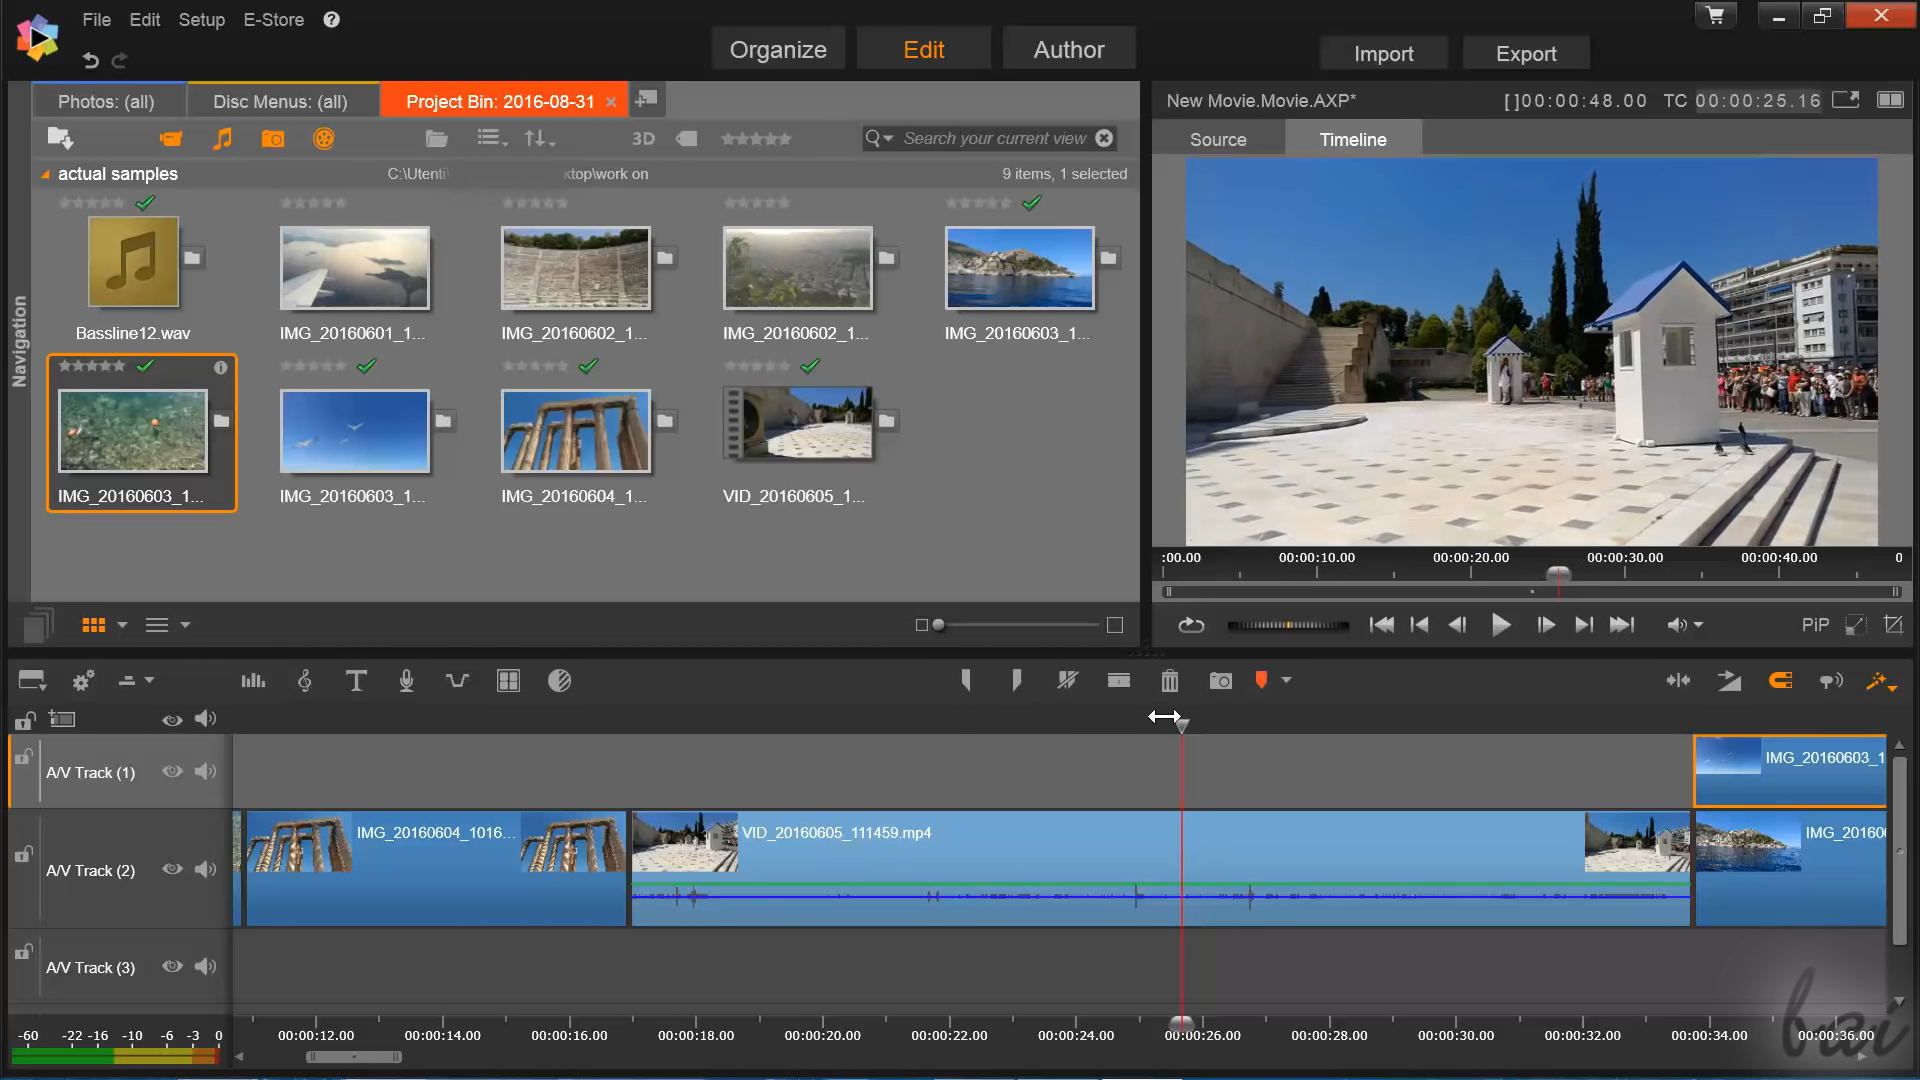 File Edit Setup E-Store ?
Organize Edit Author
Import Export
Photos: (all) Disc Menus: (all) Project Bin: 2016-08-31
New Movie.Movie.AXP* [ ]00:00:48.00 TC 00:00:25.16
3D Search your current view
Source Timeline
actual samples C:\Utenti\ ktop\work on 9 items, 1 selected
Navigation
Bassline12.wav IMG_20160601_1... IMG_20160602_1... IMG_20160602_1... IMG_20160603_1...
IMG_20160603_1... IMG_20160603_1... IMG_20160604_1... VID_20160605_1...
:00.00 00:00:10.00 00:00:20.00 00:00:30.00 00:00:40.00 0
PiP
A/V Track (1) IMG_20160603_1
A/V Track (2) IMG_20160604_1016... VID_20160605_111459.mp4 IMG_2016
A/V Track (3)
-60 -22 -16 -10 -6 -3 0 00:00:12.00 00:00:14.00 00:00:16.00 00:00:18.00 00:00:20.00 00:00:22.00 00:00:24.00 00:00:26.00 00:00:28.00 00:00:30.00 00:00:32.00 00:00:34.00 00:00:36.00